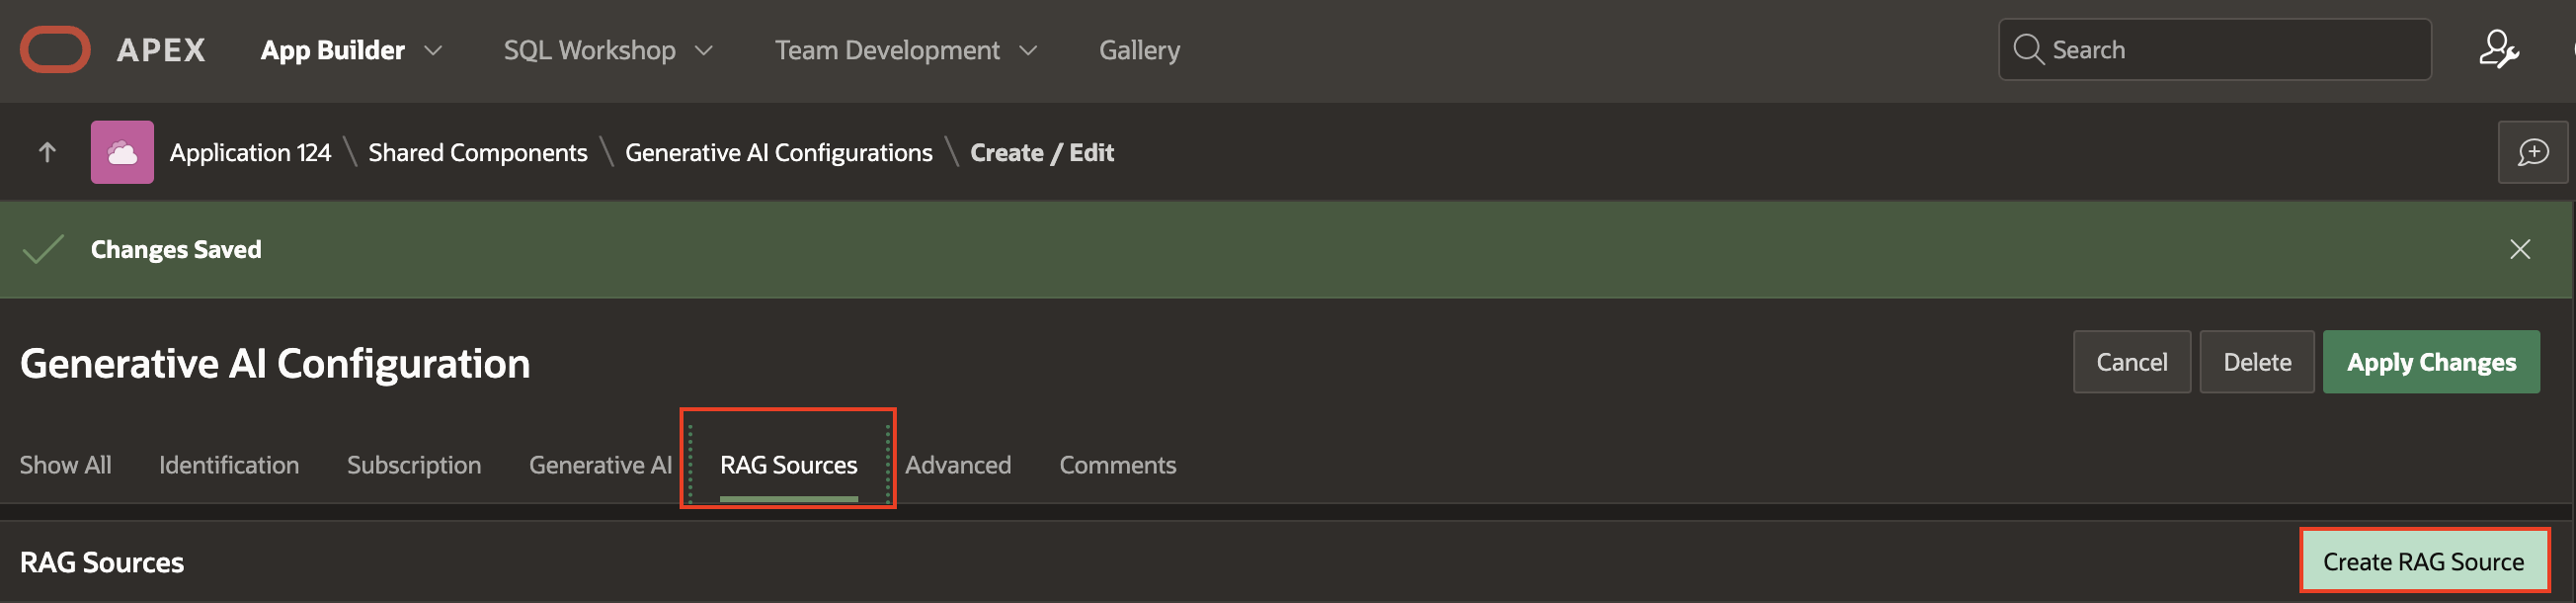 APEX App Builder SQL Workshop Team Development Gallery Search
Application 124 \ Shared Components \ Generative AI Configurations \ Create / Edit
Changes Saved
Generative AI Configuration Cancel Delete Apply Changes
Show All Identification Subscription Generative AI RAG Sources Advanced Comments
RAG Sources Create RAG Source